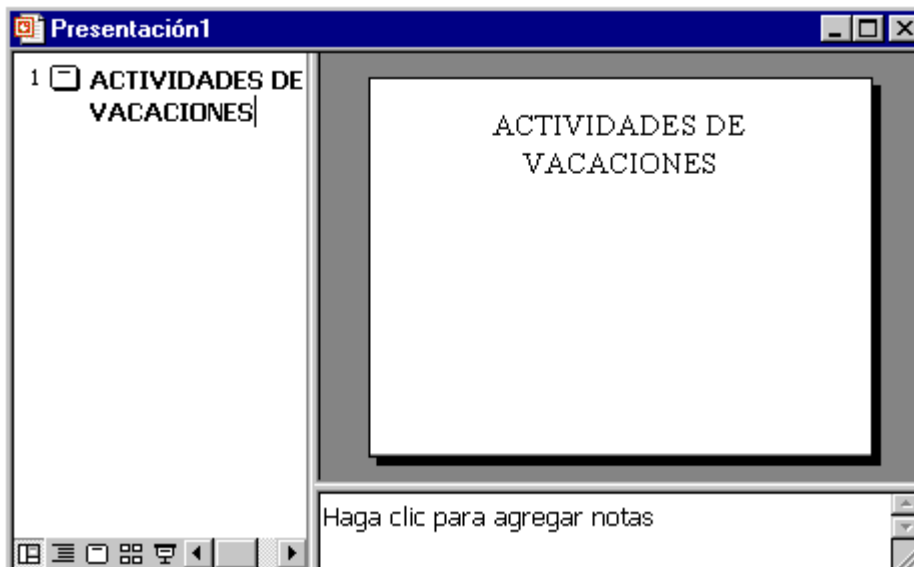 Presentación1
1 ACTIVIDADES DE
VACACIONES
ACTIVIDADES DE
VACACIONES
Haga clic para agregar notas